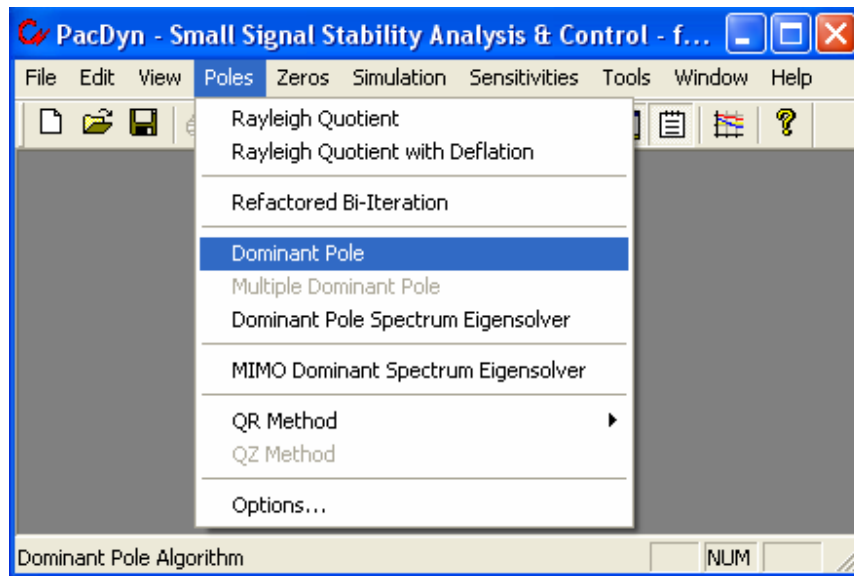 PacDyn - Small Signal Stability Analysis & Control - f...
File Edit View Poles Zeros Simulation Sensitivities Tools Window Help
Rayleigh Quotient
Rayleigh Quotient with Deflation
Refactored Bi-Iteration
Dominant Pole
Multiple Dominant Pole
Dominant Pole Spectrum Eigensolver
MIMO Dominant Spectrum Eigensolver
QR Method
QZ Method
Options...
Dominant Pole Algorithm NUM